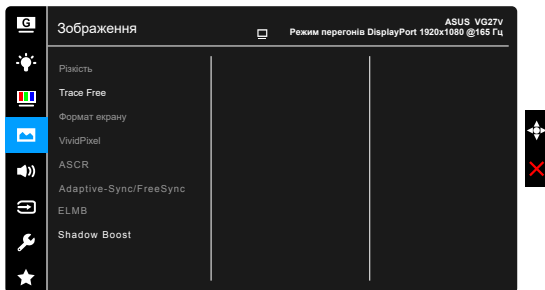 G
Зображення
ASUS VG27V
Режим перегонів DisplayPort 1920x1080 @165 Гц
Різкість
Trace Free
Формат екрану
VividPixel
ASCR
Adaptive-Sync/FreeSync
ELMB
Shadow Boost